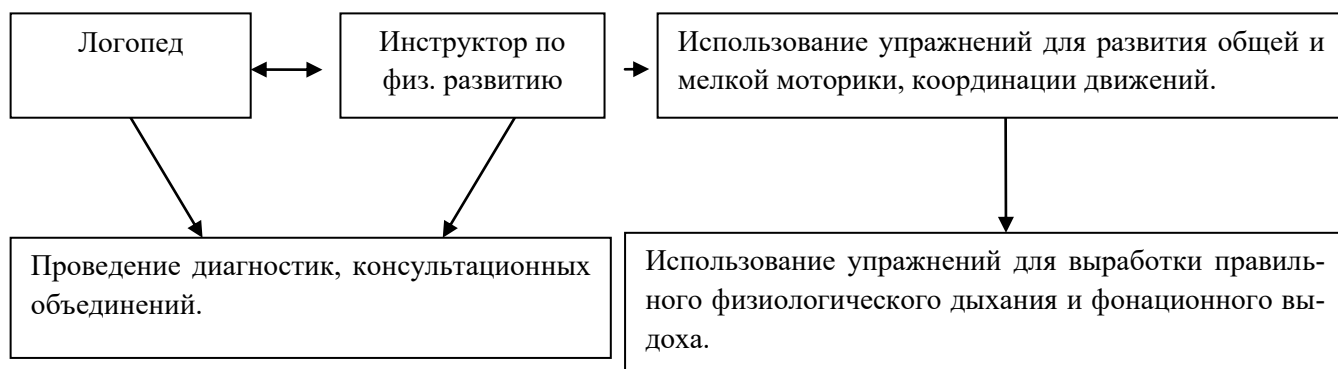 Логопед
Инструктор по
физ. развитию
Использование упражнений для развития общей и
мелкой моторики, координации движений.
Проведение диагностик, консультационных
объединений.
Использование упражнений для выработки правиль-
ного физиологического дыхания и фонационного вы-
доха.